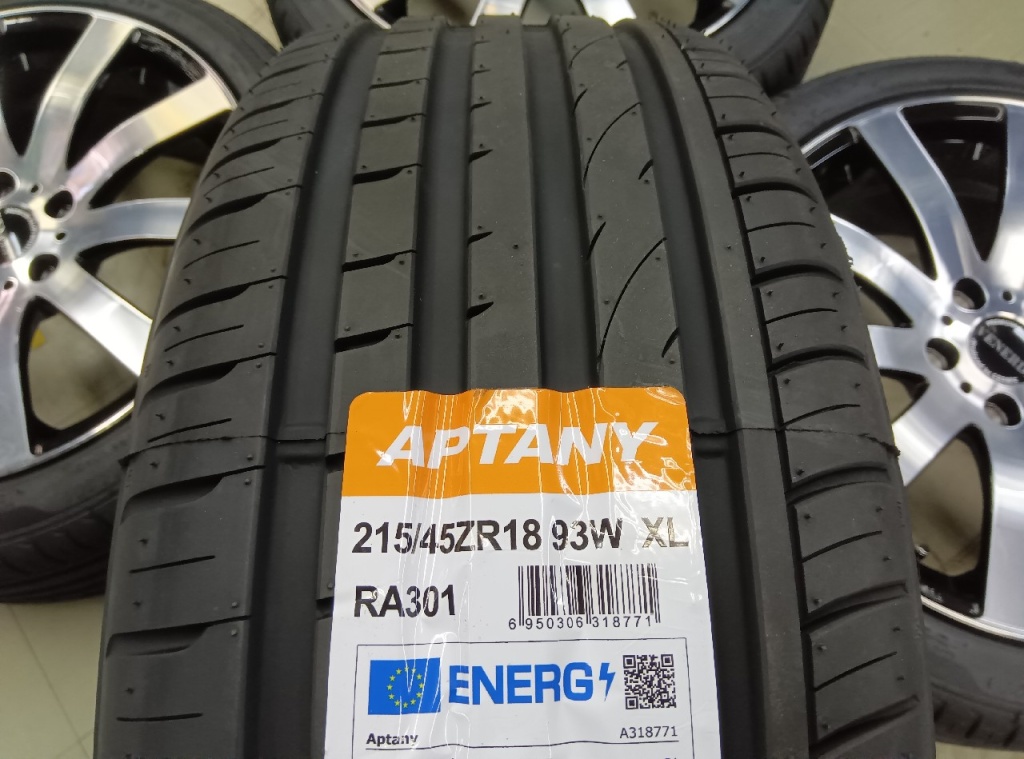 APTANY
215/45ZR18 93W XL
RA301
6 950306 318771
ENERG
Aptany
A318771